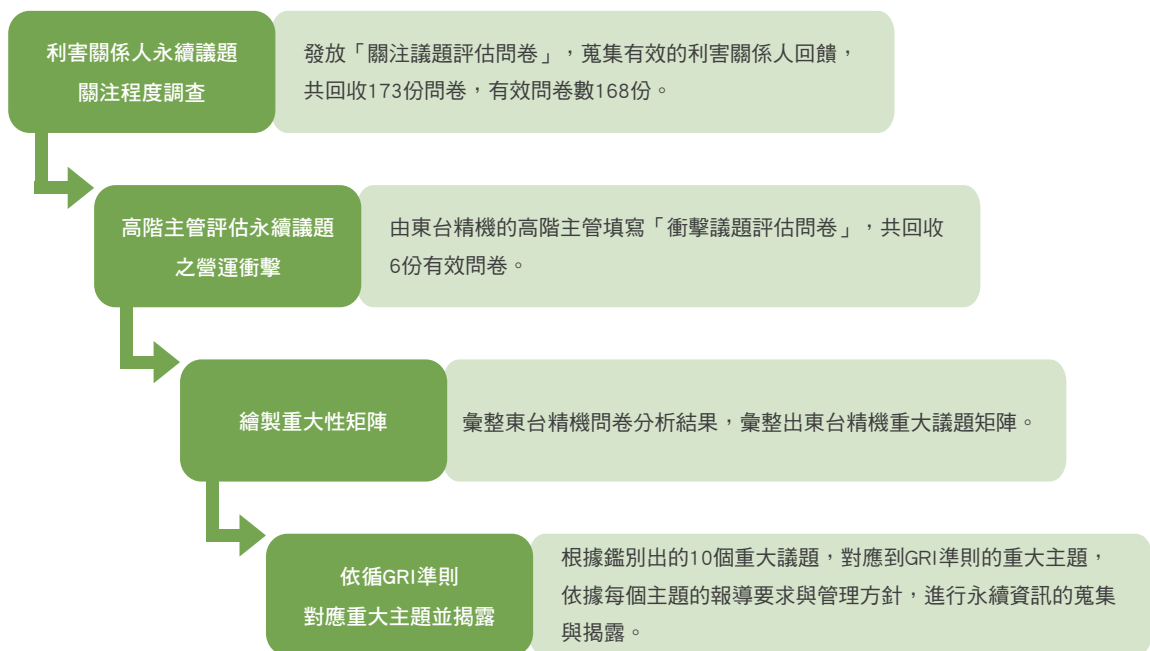 利害關係人永續議題
關注程度調查
發放「關注議題評估問卷」,蒐集有效的利害關係人回饋,
共回收173份問卷,有效問卷數168份。
高階主管評估永續議題
之營運衝擊
由東台精機的高階主管填寫「衝擊議題評估問卷」,共回收
6份有效問卷。
繪製重大性矩陣
彙整東台精機問卷分析結果,彙整出東台精機重大議題矩陣。
依循GRI準則
對應重大主題並揭露
根據鑑別出的10個重大議題,對應到GRI準則的重大主題,
依據每個主題的報導要求與管理方針,進行永續資訊的蒐集
與揭露。